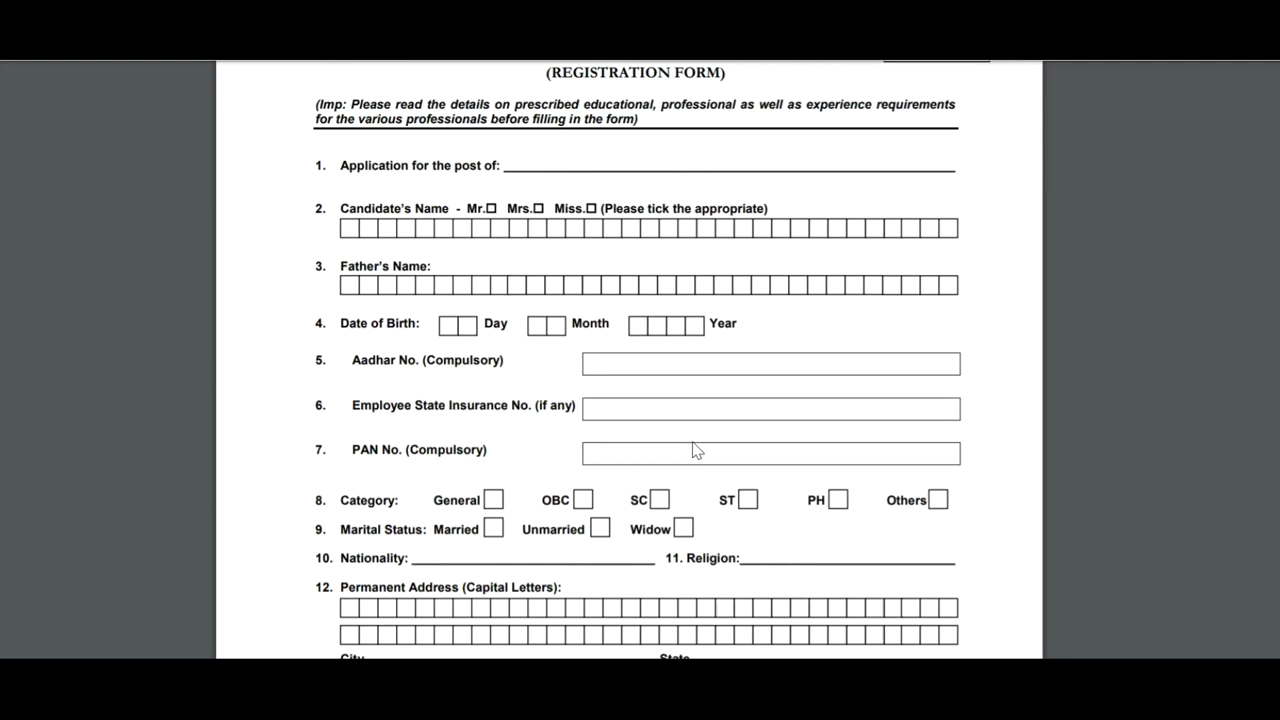 (REGISTRATION FORM)
(Imp: Please read the details on prescribed educational, professional as well as experience requirements
for the various professionals before filling in the form)
1. Application for the post of:
2. Candidate's Name - Mr. Mrs. Miss. (Please tick the appropriate)
3. Father's Name:
4. Date of Birth: Day Month Year
5. Aadhar No. (Compulsory)
6. Employee State Insurance No. (if any)
7. PAN No. (Compulsory)
8. Category: General OBC SC ST PH Others
9. Marital Status: Married Unmarried Widow
10. Nationality: 11. Religion:
12. Permanent Address (Capital Letters):
City State